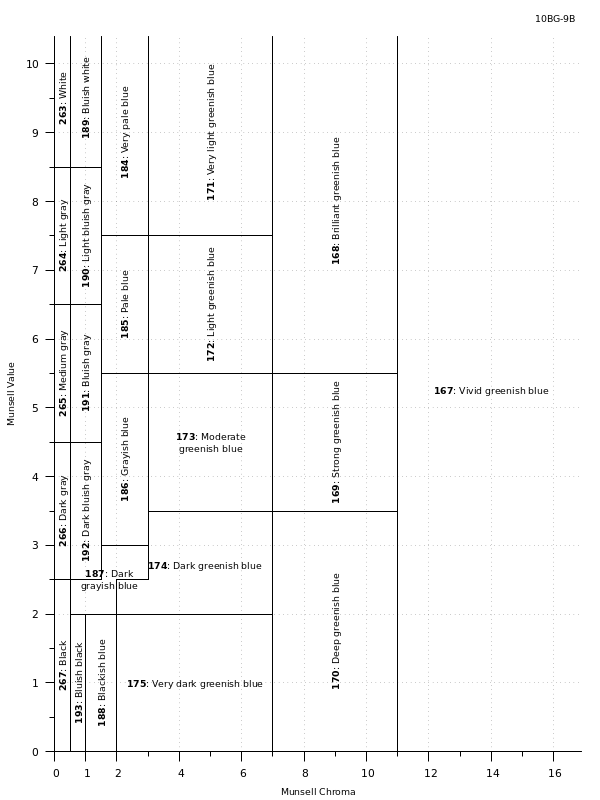 10BG-9B
10
9
8
7
6
5
4
3
2
1
0
Munsell Value
263: White
189: Bluish white
184: Very pale blue
171: Very light greenish blue
168: Brilliant greenish blue
264: Light gray
190: Light bluish gray
185: Pale blue
172: Light greenish blue
265: Medium gray
191: Bluish gray
167: Vivid greenish blue
186: Grayish blue
173: Moderate
greenish blue
169: Strong greenish blue
266: Dark gray
192: Dark bluish gray
187: Dark
grayish blue
174: Dark greenish blue
170: Deep greenish blue
267: Black
193: Bluish black
188: Blackish blue
175: Very dark greenish blue
0 1 2 4 6 8 10 12 14 16
Munsell Chroma